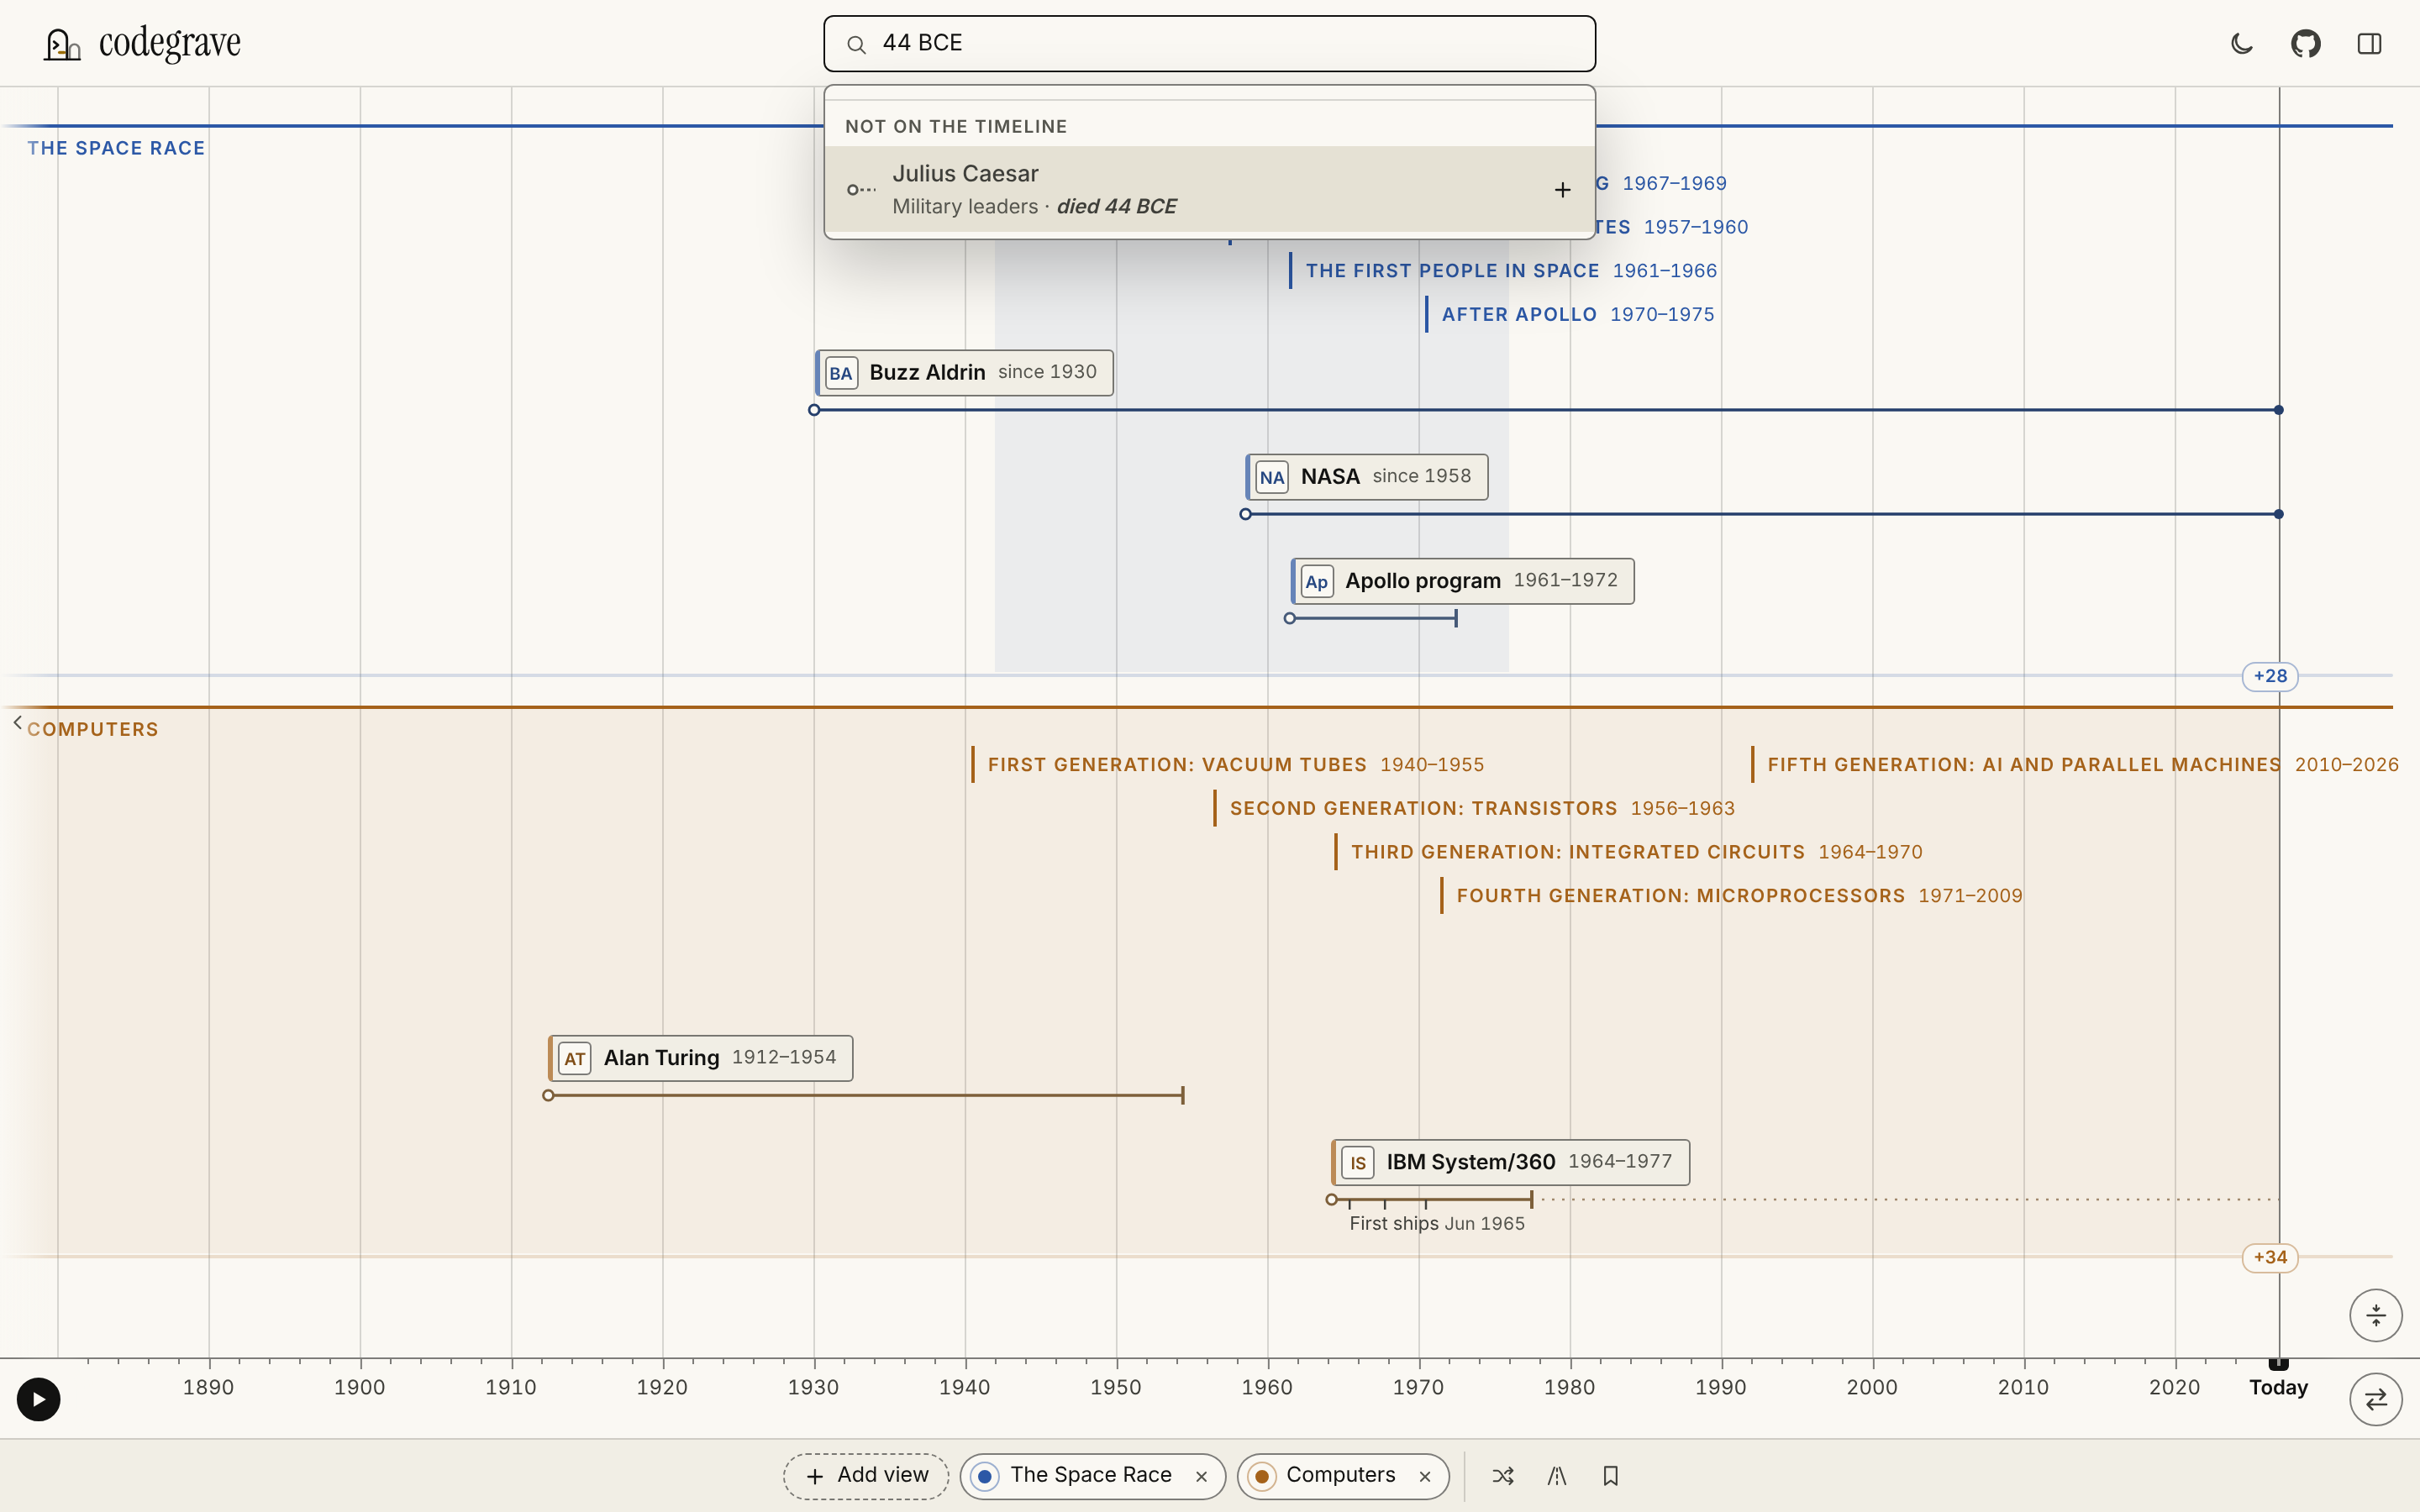 codegrave
44 BCE
NOT ON THE TIMELINE
Julius Caesar
Military leaders · died 44 BCE
THE SPACE RACE
G 1967–1969
TES 1957–1960
THE FIRST PEOPLE IN SPACE 1961–1966
AFTER APOLLO 1970–1975
BA Buzz Aldrin since 1930
NA NASA since 1958
Ap Apollo program 1961–1972
+28
COMPUTERS
FIRST GENERATION: VACUUM TUBES 1940–1955
FIFTH GENERATION: AI AND PARALLEL MACHINES 2010–2026
SECOND GENERATION: TRANSISTORS 1956–1963
THIRD GENERATION: INTEGRATED CIRCUITS 1964–1970
FOURTH GENERATION: MICROPROCESSORS 1971–2009
AT Alan Turing 1912–1954
IS IBM System/360 1964–1977
First ships Jun 1965
+34
1890 1900 1910 1920 1930 1940 1950 1960 1970 1980 1990 2000 2010 2020 Today
Add view The Space Race Computers